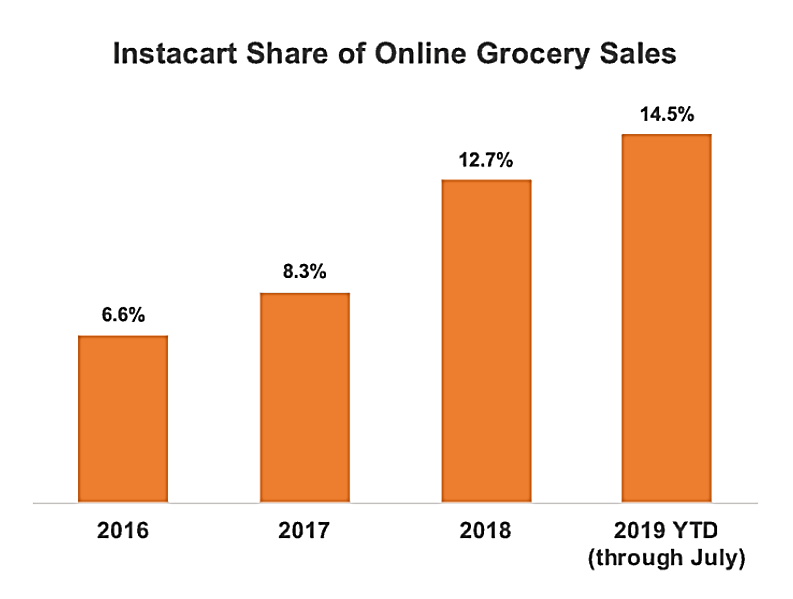 Instacart Share of Online Grocery Sales
14.5%
12.7%
8.3%
6.6%
2016
2017
2018
2019 YTD
(through July)